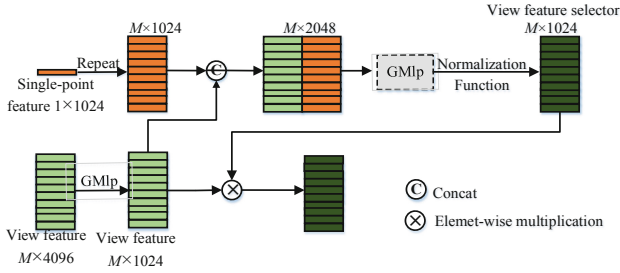 View feature selector
M×1024
M×2048
M×1024
Repeat
C
GMlp
Normalization
Function
Single-point
feature 1×1024
GMlp
C Concat
Elemet-wise multiplication
View feature
M×4096
View feature
M×1024